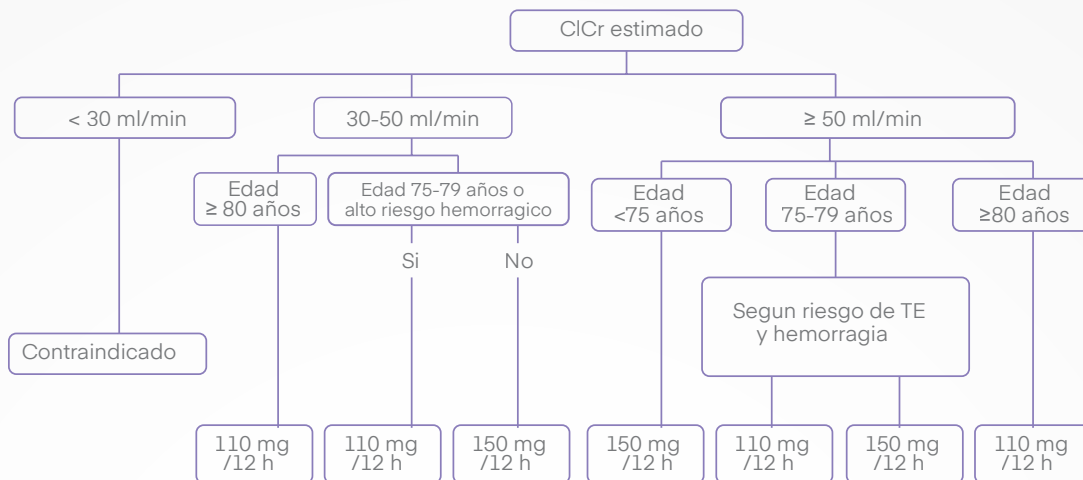 ClCr estimado
< 30 ml/min
30-50 ml/min
≥ 50 ml/min
Edad
≥ 80 años
Edad 75-79 años o
alto riesgo hemorragico
Edad
<75 años
Edad
75-79 años
Edad
≥80 años
Si
No
Segun riesgo de TE
y hemorragia
Contraindicado
110 mg
/12 h
110 mg
/12 h
150 mg
/12 h
150 mg
/12 h
110 mg
/12 h
150 mg
/12 h
110 mg
/12 h